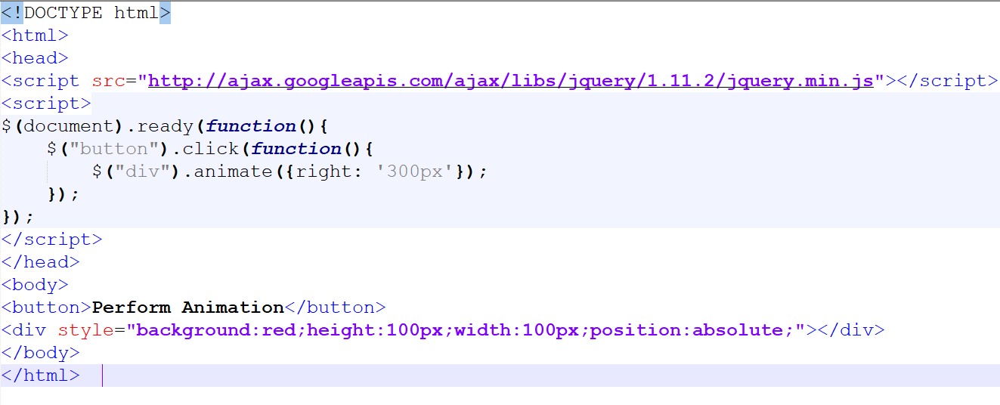 <!DOCTYPE html>
<html>
<head>
<script src="http://ajax.googleapis.com/ajax/libs/jquery/1.11.2/jquery.min.js"></script>
<script>
$(document).ready(function(){
    $("button").click(function(){
        $("div").animate({right: '300px'});
    });
});
</script>
</head>
<body>
<button>Perform Animation</button>
<div style="background:red;height:100px;width:100px;position:absolute;"></div>
</body>
</html>